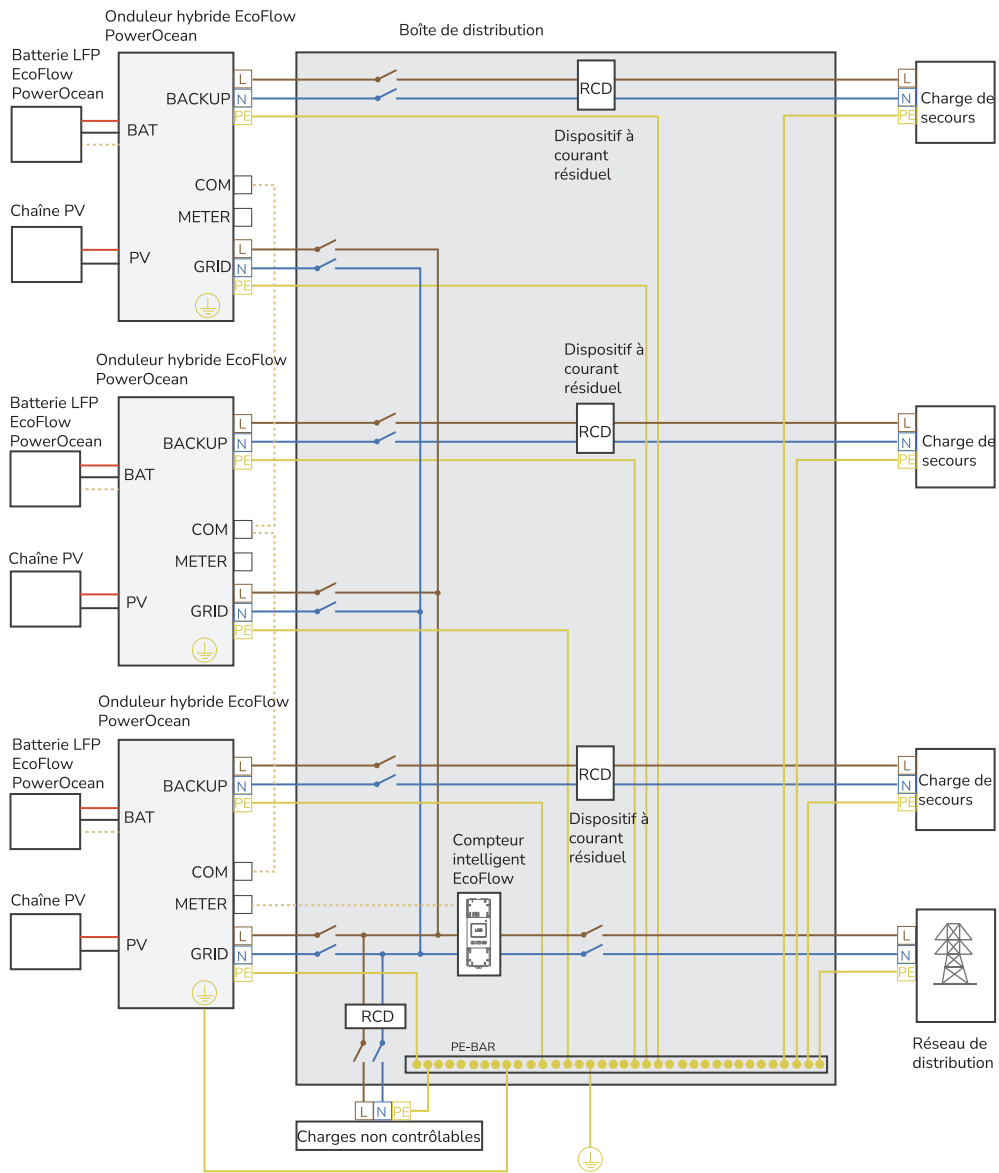 Onduleur hybride EcoFlow
PowerOcean
Boîte de distribution
Batterie LFP
EcoFlow
PowerOcean
BAT
BACKUP
L
N
PE
RCD
Dispositif à
courant
résiduel
L
N
PE
Charge de
secours
COM
METER
Chaîne PV
PV
GRID
L
N
PE
Onduleur hybride EcoFlow
PowerOcean
Batterie LFP
EcoFlow
PowerOcean
BAT
BACKUP
L
N
PE
Dispositif à
courant
résiduel
RCD
L
N
PE
Charge de
secours
COM
METER
Chaîne PV
PV
GRID
L
N
PE
Onduleur hybride EcoFlow
PowerOcean
Batterie LFP
EcoFlow
PowerOcean
BAT
BACKUP
L
N
PE
RCD
Dispositif à
courant
résiduel
L
N
PE
Charge de
secours
COM
METER
Compteur
intelligent
EcoFlow
Chaîne PV
PV
GRID
L
N
PE
L
N
PE
Réseau de
distribution
RCD
PE-BAR
L
N
PE
Charges non contrôlables